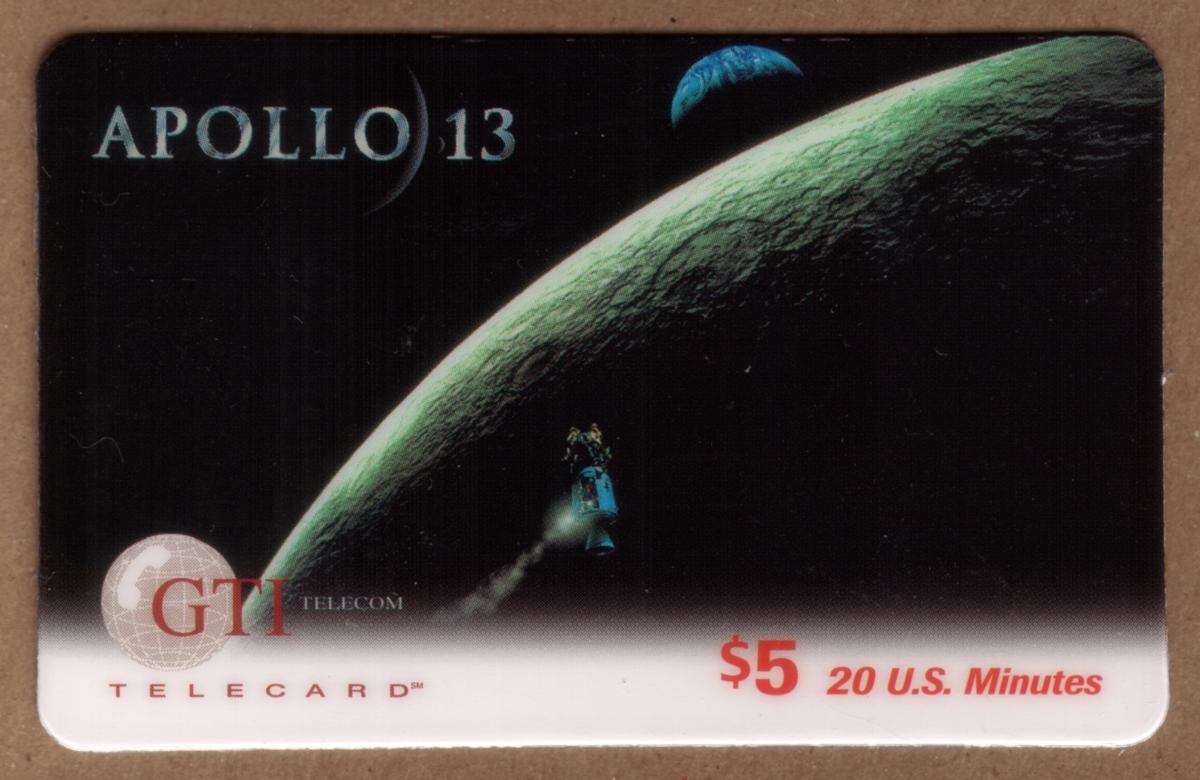 APOLLO 13
GTI TELECOM
TELECARD℠
$5 20 U.S. Minutes